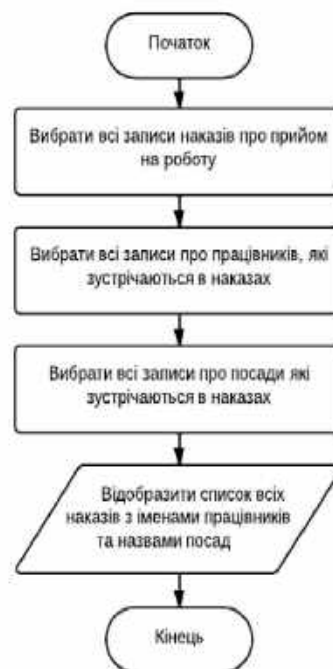 Початок
Вибрати всі записи наказів про прийом
на роботу
Вибрати всі записи про працівників, які
зустрічаються в наказах
Вибрати всі записи про посади які
зустрічаються в наказах
Відобразити список всіх
наказів з іменами працівників
та назвами посад
Кінець